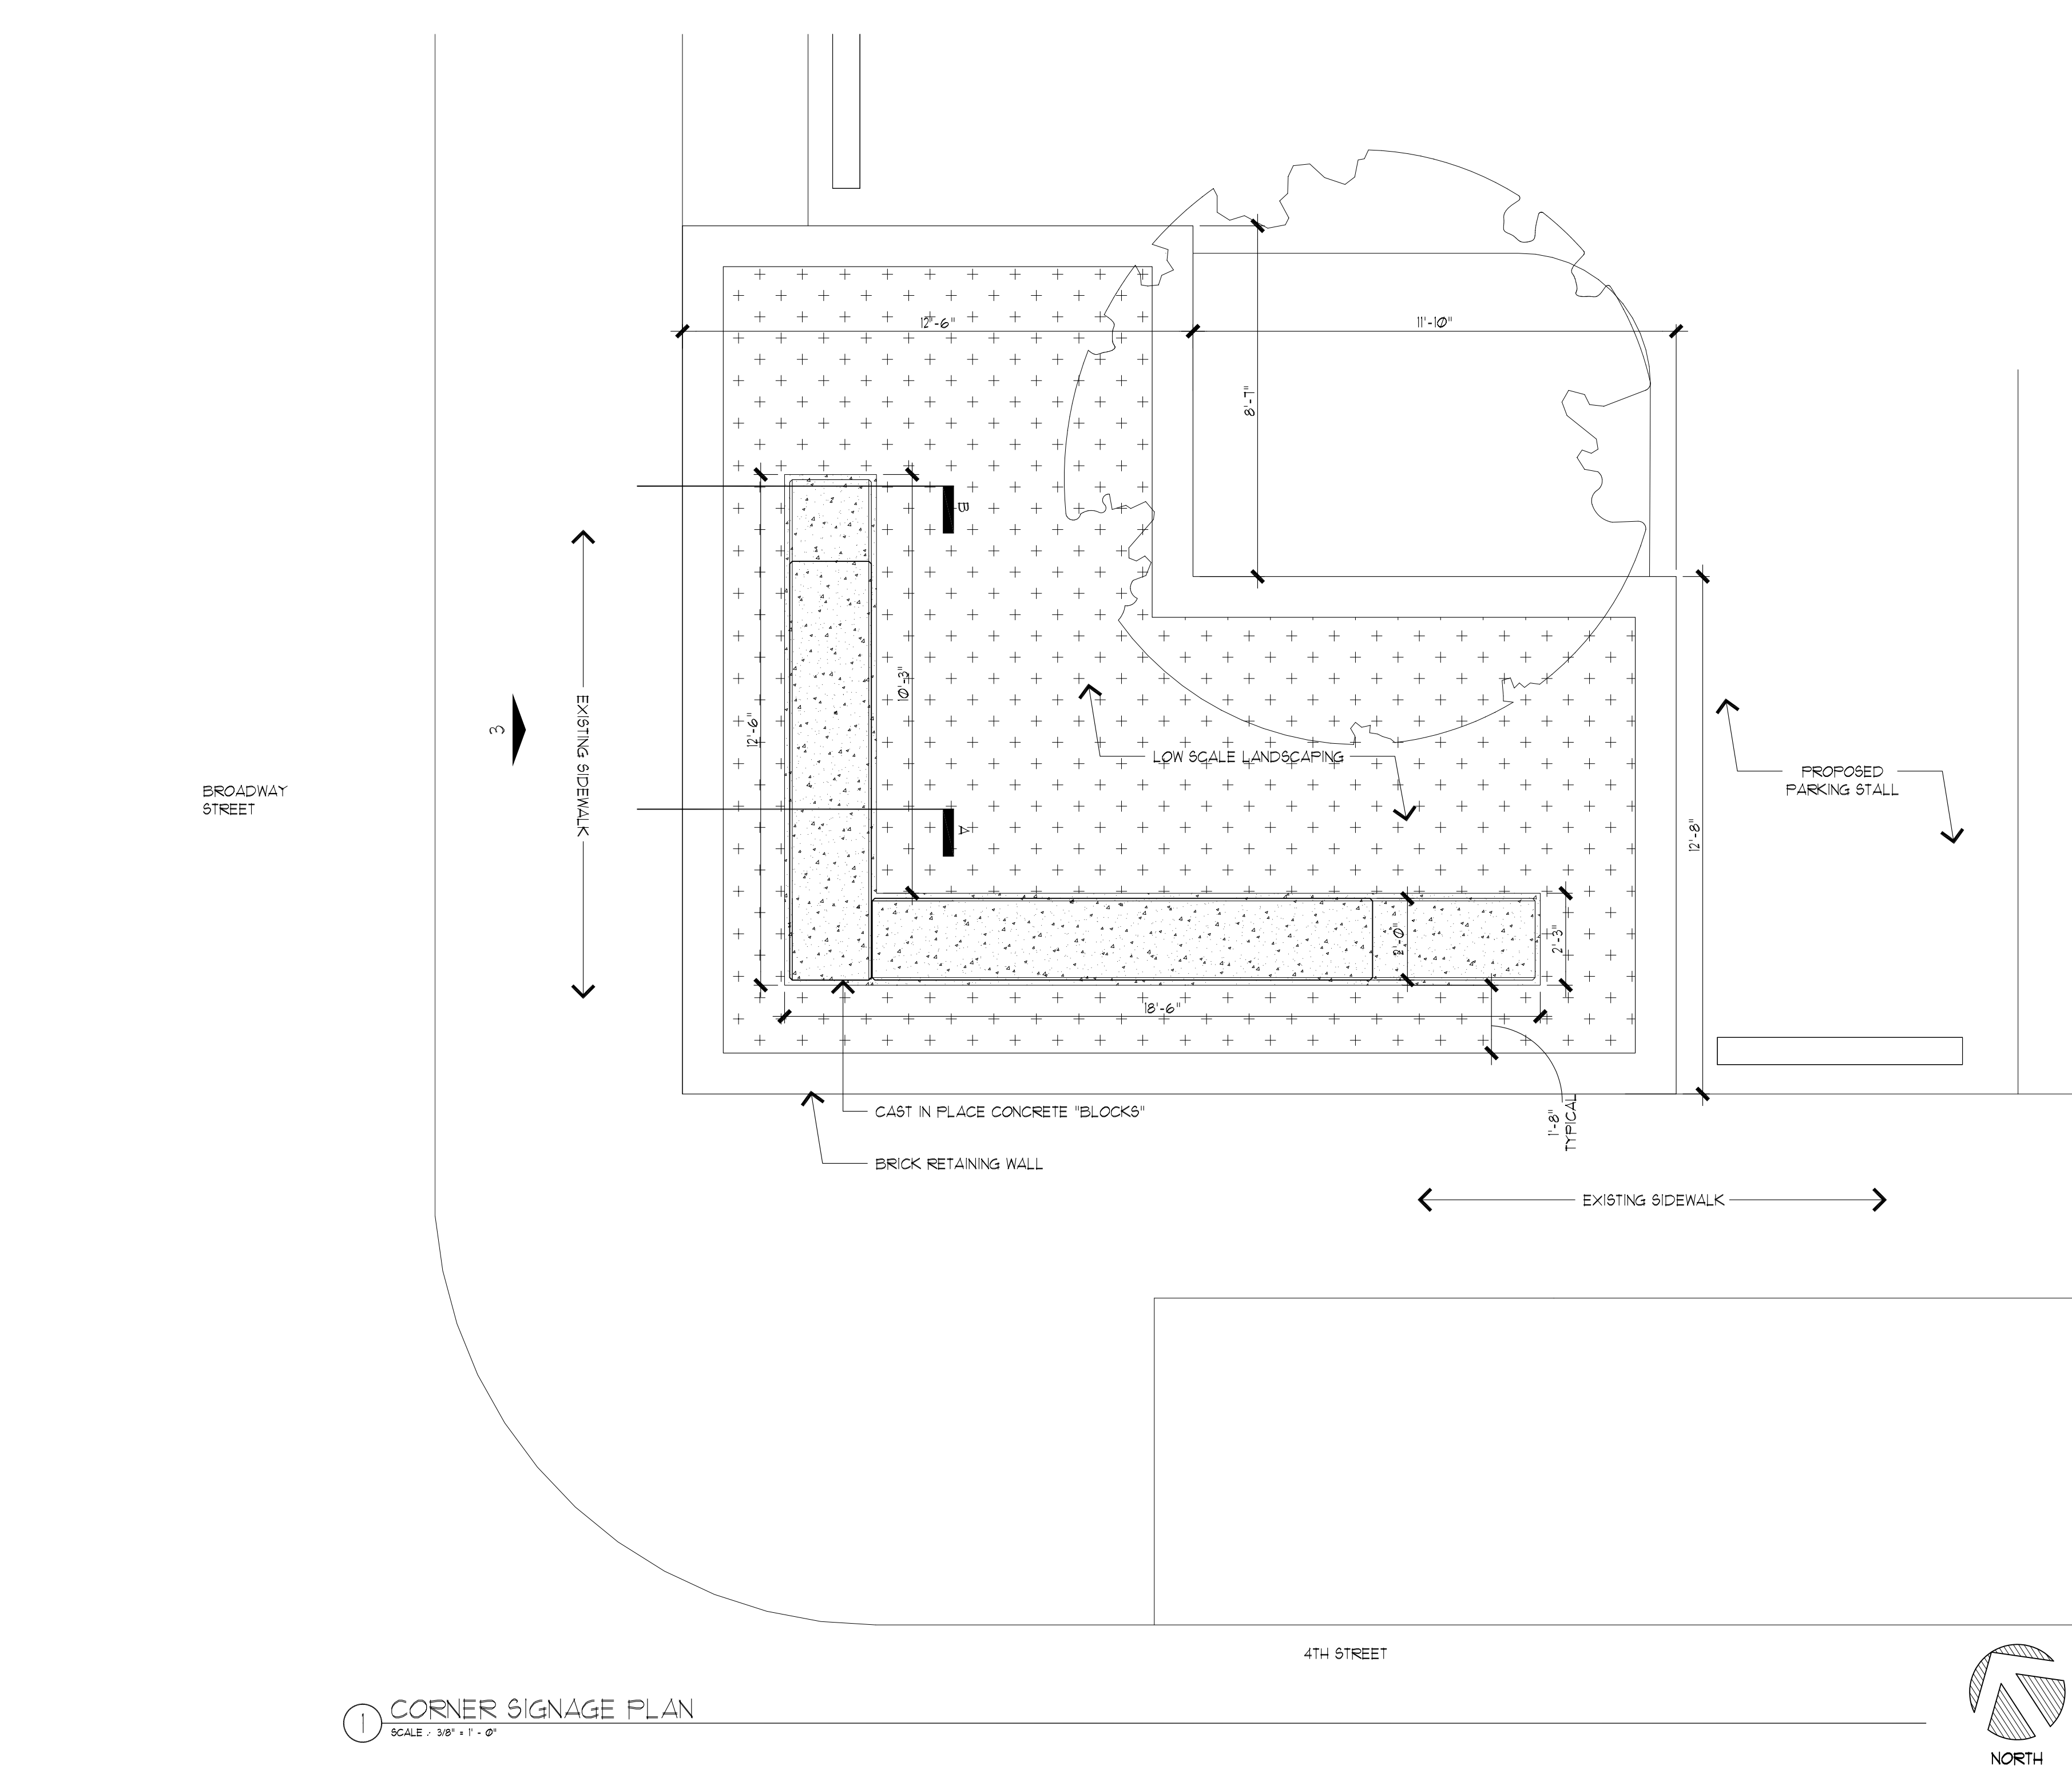 12'-6"
11'-10"
8'-7"
B
10'-3"
12'-6"
EXISTING SIDEWALK
3
LOW SCALE LANDSCAPING
BROADWAY
STREET
PROPOSED
PARKING STALL
A
12'-8"
2'-0"
2'-3"
18'-6"
CAST IN PLACE CONCRETE "BLOCKS"
1'-8"
TYPICAL
BRICK RETAINING WALL
EXISTING SIDEWALK
4TH STREET
1
CORNER SIGNAGE PLAN
SCALE : 3/8" = 1' - 0"
NORTH